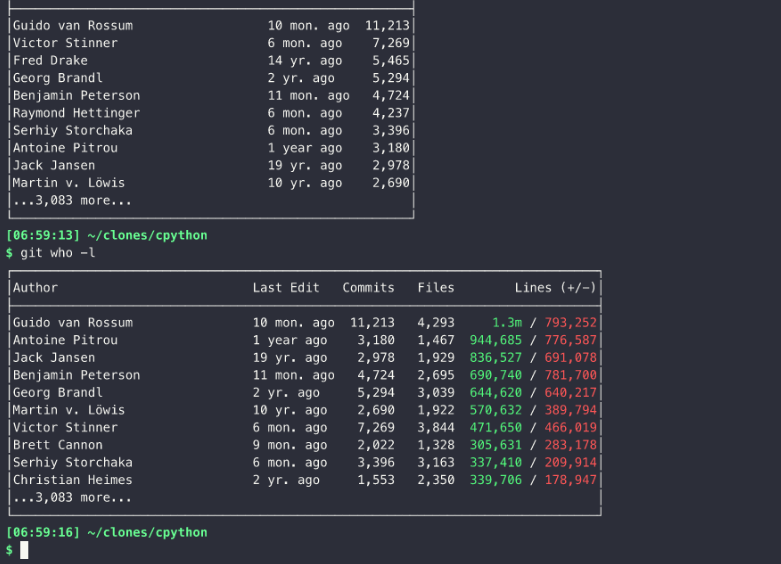 Guido van Rossum 10 mon. ago 11,213
Victor Stinner 6 mon. ago 7,269
Fred Drake 14 yr. ago 5,465
Georg Brandl 2 yr. ago 5,294
Benjamin Peterson 11 mon. ago 4,724
Raymond Hettinger 6 mon. ago 4,237
Serhiy Storchaka 6 mon. ago 3,396
Antoine Pitrou 1 year ago 3,180
Jack Jansen 19 yr. ago 2,978
Martin v. Löwis 10 yr. ago 2,690
...3,083 more...
[06:59:13] ~/clones/cpython
$ git who -l
Author Last Edit Commits Files Lines (+/-)
Guido van Rossum 10 mon. ago 11,213 4,293 1.3m / 793,252
Antoine Pitrou 1 year ago 3,180 1,467 944,685 / 776,587
Jack Jansen 19 yr. ago 2,978 1,929 836,527 / 691,078
Benjamin Peterson 11 mon. ago 4,724 2,695 690,740 / 781,700
Georg Brandl 2 yr. ago 5,294 3,039 644,620 / 640,217
Martin v. Löwis 10 yr. ago 2,690 1,922 570,632 / 389,794
Victor Stinner 6 mon. ago 7,269 3,844 471,650 / 466,019
Brett Cannon 9 mon. ago 2,022 1,328 305,631 / 283,178
Serhiy Storchaka 6 mon. ago 3,396 3,163 337,410 / 209,914
Christian Heimes 2 yr. ago 1,553 2,350 339,706 / 178,947
...3,083 more...
[06:59:16] ~/clones/cpython
$